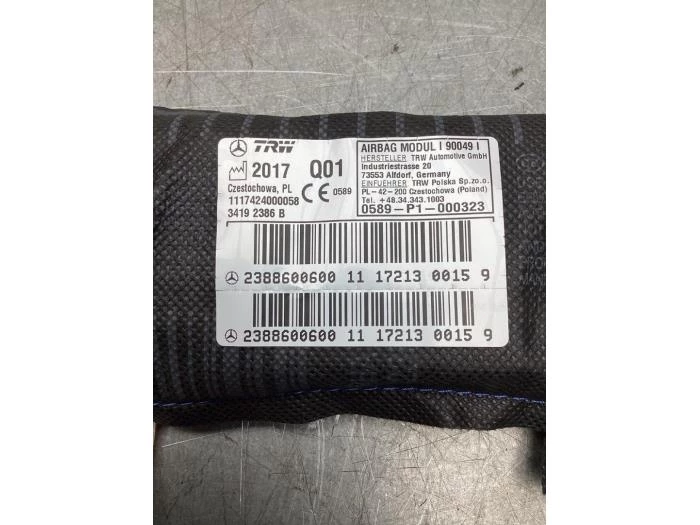 TRW
2017 Q01
Czestochowa, PL
1117424000058
3419 2386 B
CE 0589
AIRBAG MODUL I 90049 I
HERSTELLER TRW Automotive GmbH
Industriestrasse 20
73553 Alfdorf, Germany
EINFUEHRER TRW Polska Sp.zo.o.
PL-42-200 Czestochowa (Poland)
Tel. +48.34.343.1003
0589-P1-000323
2388600600 11 17213 0015 9
2388600600 11 17213 0015 9